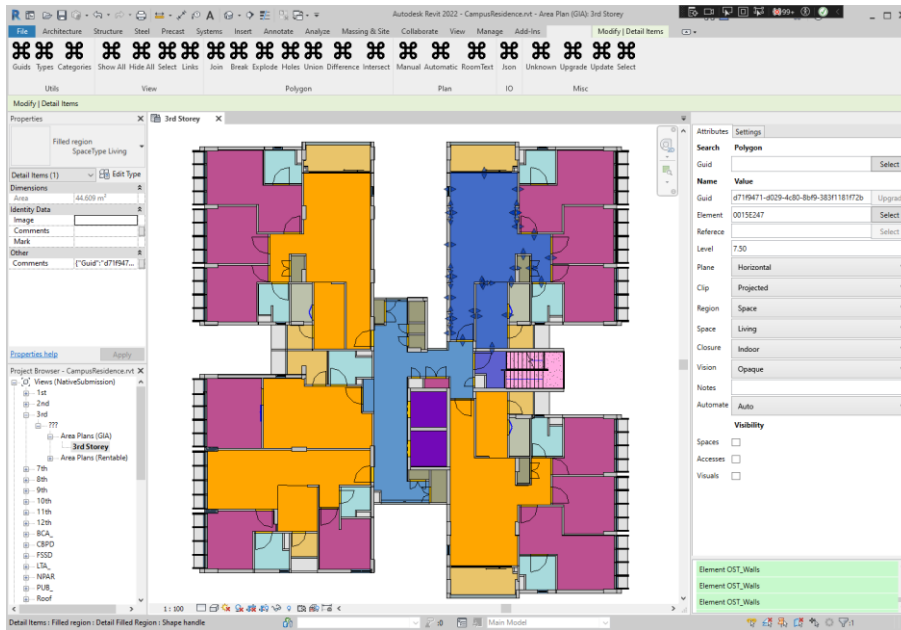 Autodesk Revit 2022 - CampusResidence.rvt - Area Plan (GIA): 3rd Storey
99+
File Architecture Structure Steel Precast Systems Insert Annotate Analyze Massing & Site Collaborate View Manage Add-Ins Modify | Detail Items
Guids Types Categories Show All Hide All Select Links Join Break Explode Holes Union Difference Intersect Manual Automatic RoomText Json Unknown Upgrade Update Select
Utils View Polygon Plan IO Misc
Modify | Detail Items
Properties
3rd Storey
Filled region
SpaceType Living
Detail Items (1) Edit Type
Dimensions
Area 44.609 m²
Identity Data
Image
Comments
Mark
Other
Comments {"Guid":"d71f947...
Properties help Apply
Project Browser - CampusResidence.rvt
Views (NativeSubmission)
1st
2nd
3rd
???
Area Plans (GIA)
3rd Storey
Area Plans (Rentable)
7th
8th
9th
10th
11th
12th
BCA_
CBPD
FSSD
LTA_
NPAR
PUB_
Roof
1 : 100
Attributes Settings
Search Polygon
Guid Select
Name Value
Guid d71f9471-d029-4c80-8bf9-383f1181f72b Upgrad
Element 0015E247 Select
Referece Select
Level 7.50
Plane Horizontal
Clip Projected
Region Space
Space Living
Closure Indoor
Vision Opaque
Notes
Automate Auto
Visibility
Spaces
Accesses
Visuals
Element OST_Walls
Element OST_Walls
Element OST_Walls
Detail Items : Filled region : Detail Filled Region : Shape handle
:0 Main Model :1